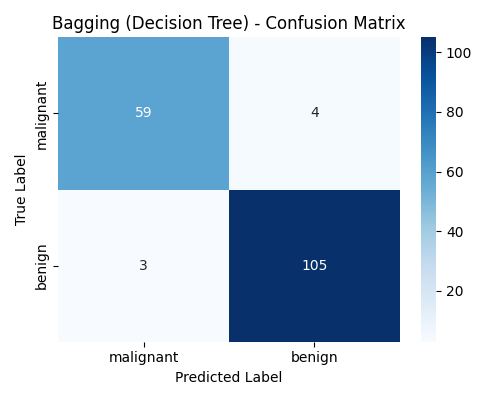 Bagging (Decision Tree) - Confusion Matrix
True Label
malignant
benign
59
4
3
105
malignant
benign
Predicted Label
100
80
60
40
20